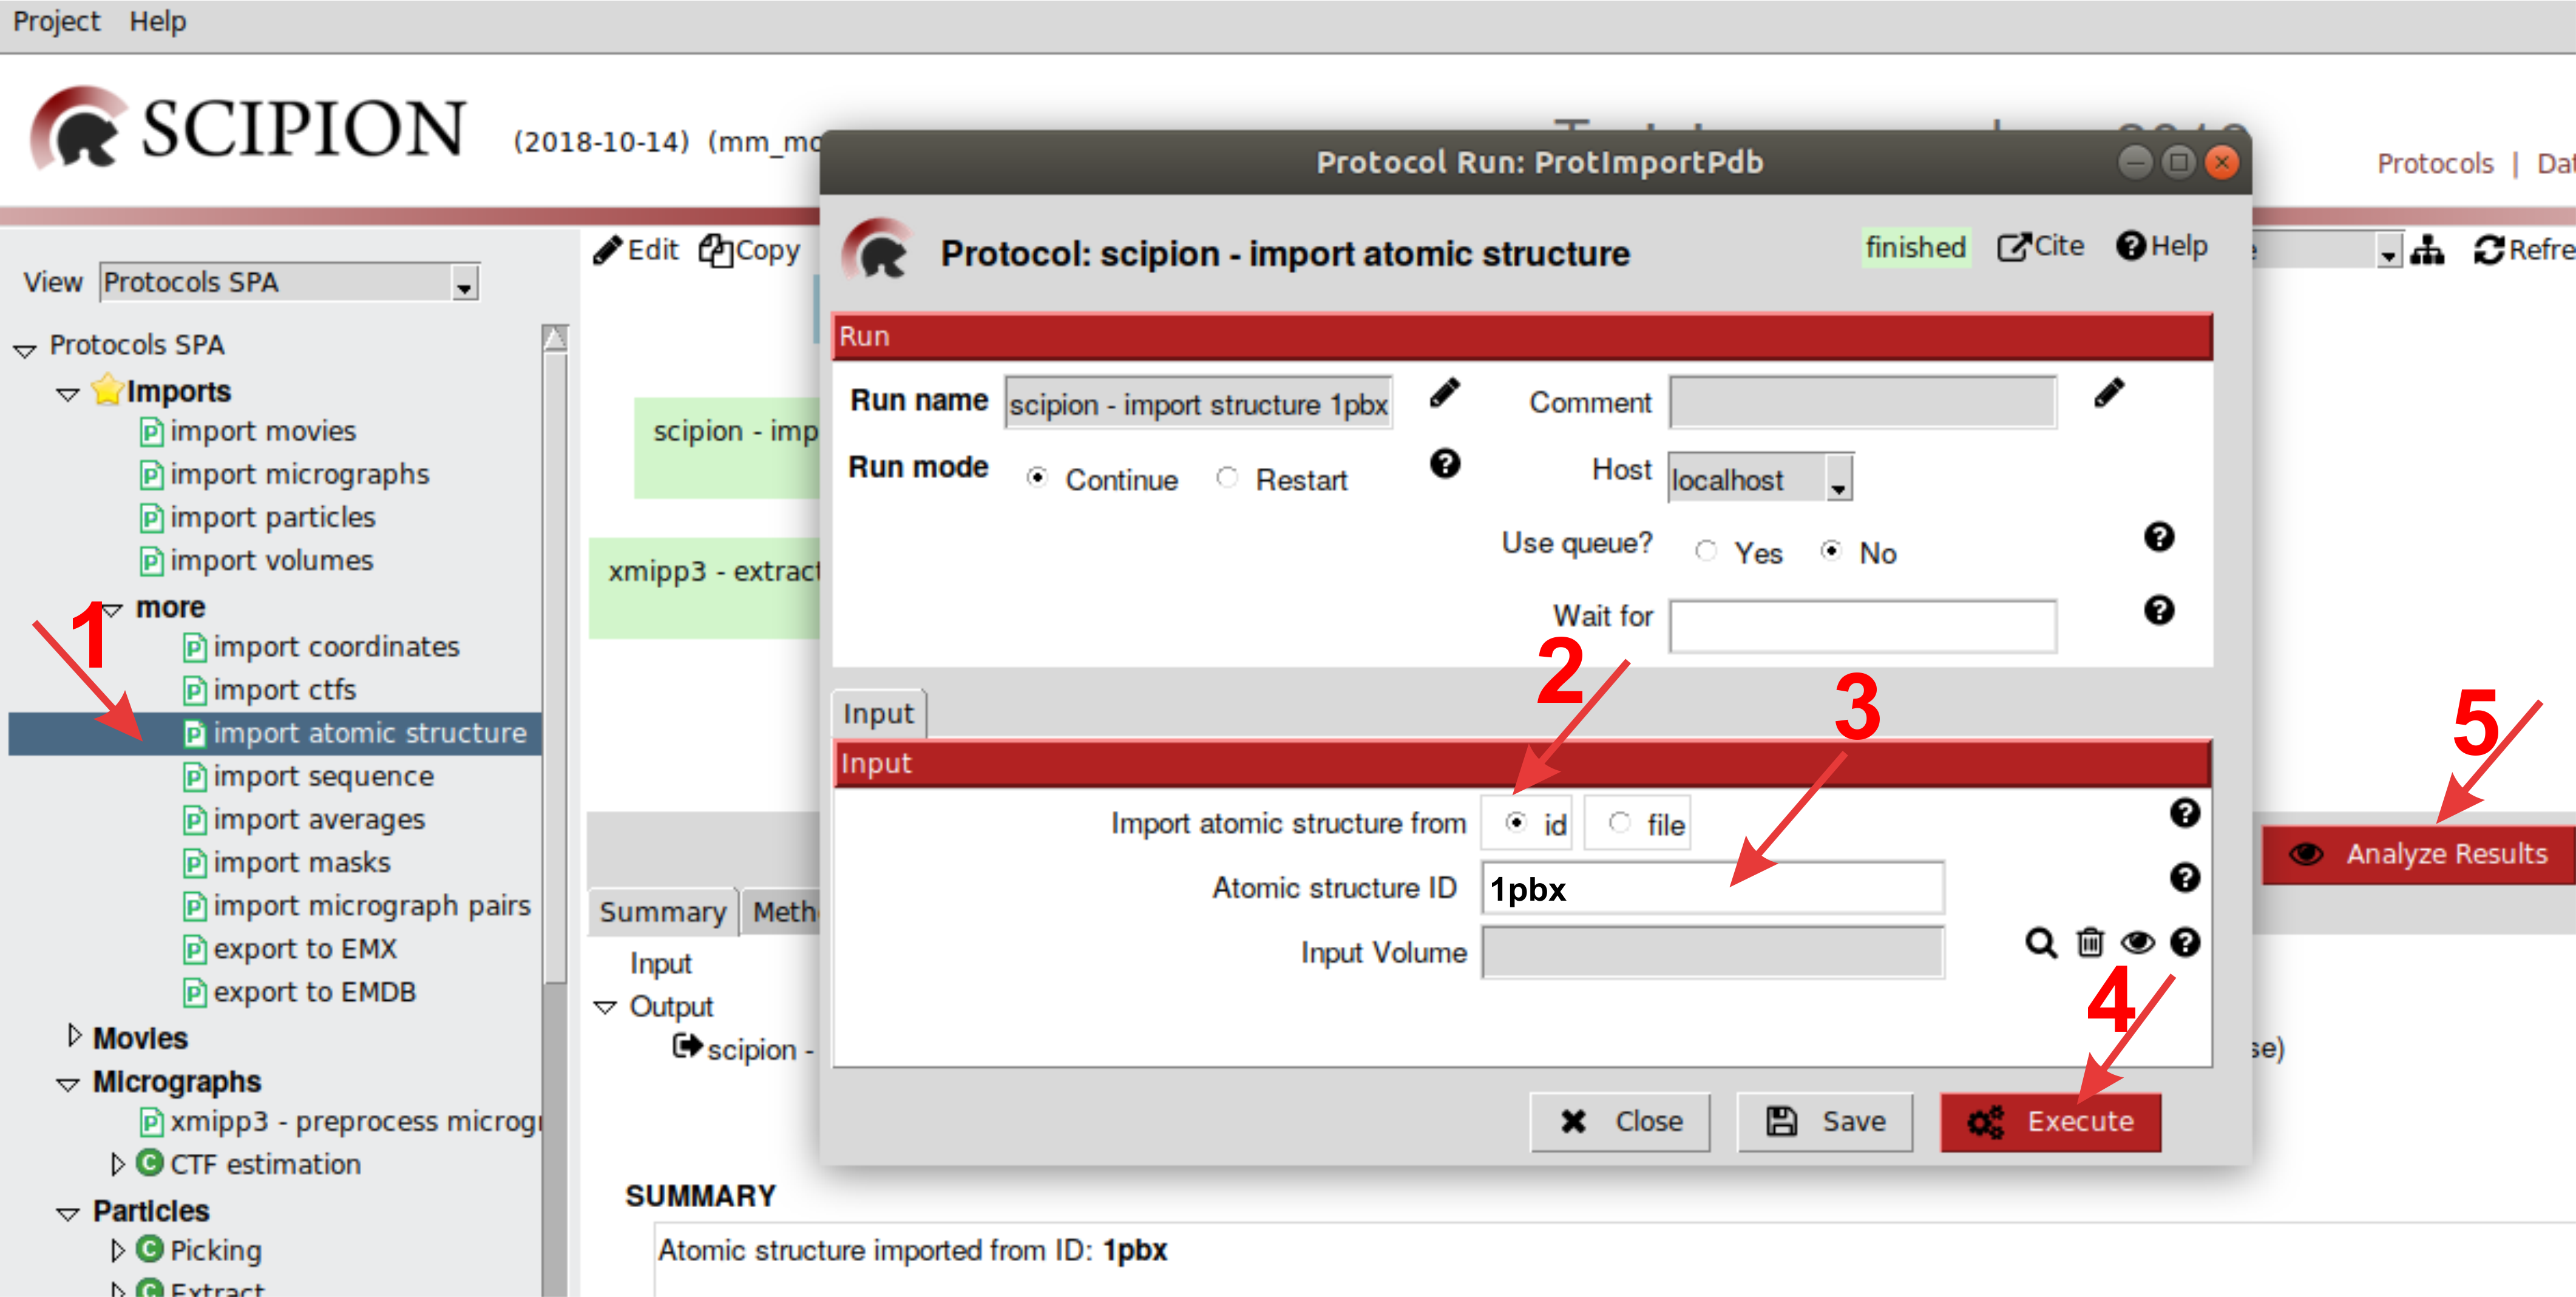 Project Help
SCIPION
(2018-10-14) (mm_mo
Protocols | Dat
Protocol Run: ProtImportPdb
Protocol: scipion - import atomic structure
finished Cite Help
View Protocols SPA
Edit Copy
Refre
Run
Run name scipion - import structure 1pbx
Comment
Run mode Continue Restart
Host localhost
Use queue? Yes No
Wait for
Protocols SPA
Imports
import movies
import micrographs
import particles
import volumes
more
import coordinates
import ctfs
import atomic structure
import sequence
import averages
import masks
import micrograph pairs
export to EMX
export to EMDB
Movies
Micrographs
xmipp3 - preprocess microgr
CTF estimation
Particles
Picking
Extract
scipion - imp
xmipp3 - extract
1
2
3
4
5
Input
Input
Import atomic structure from id file
Atomic structure ID 1pbx
Input Volume
Close Save Execute
Analyze Results
Summary Meth
Input
Output
scipion -
se)
SUMMARY
Atomic structure imported from ID: 1pbx